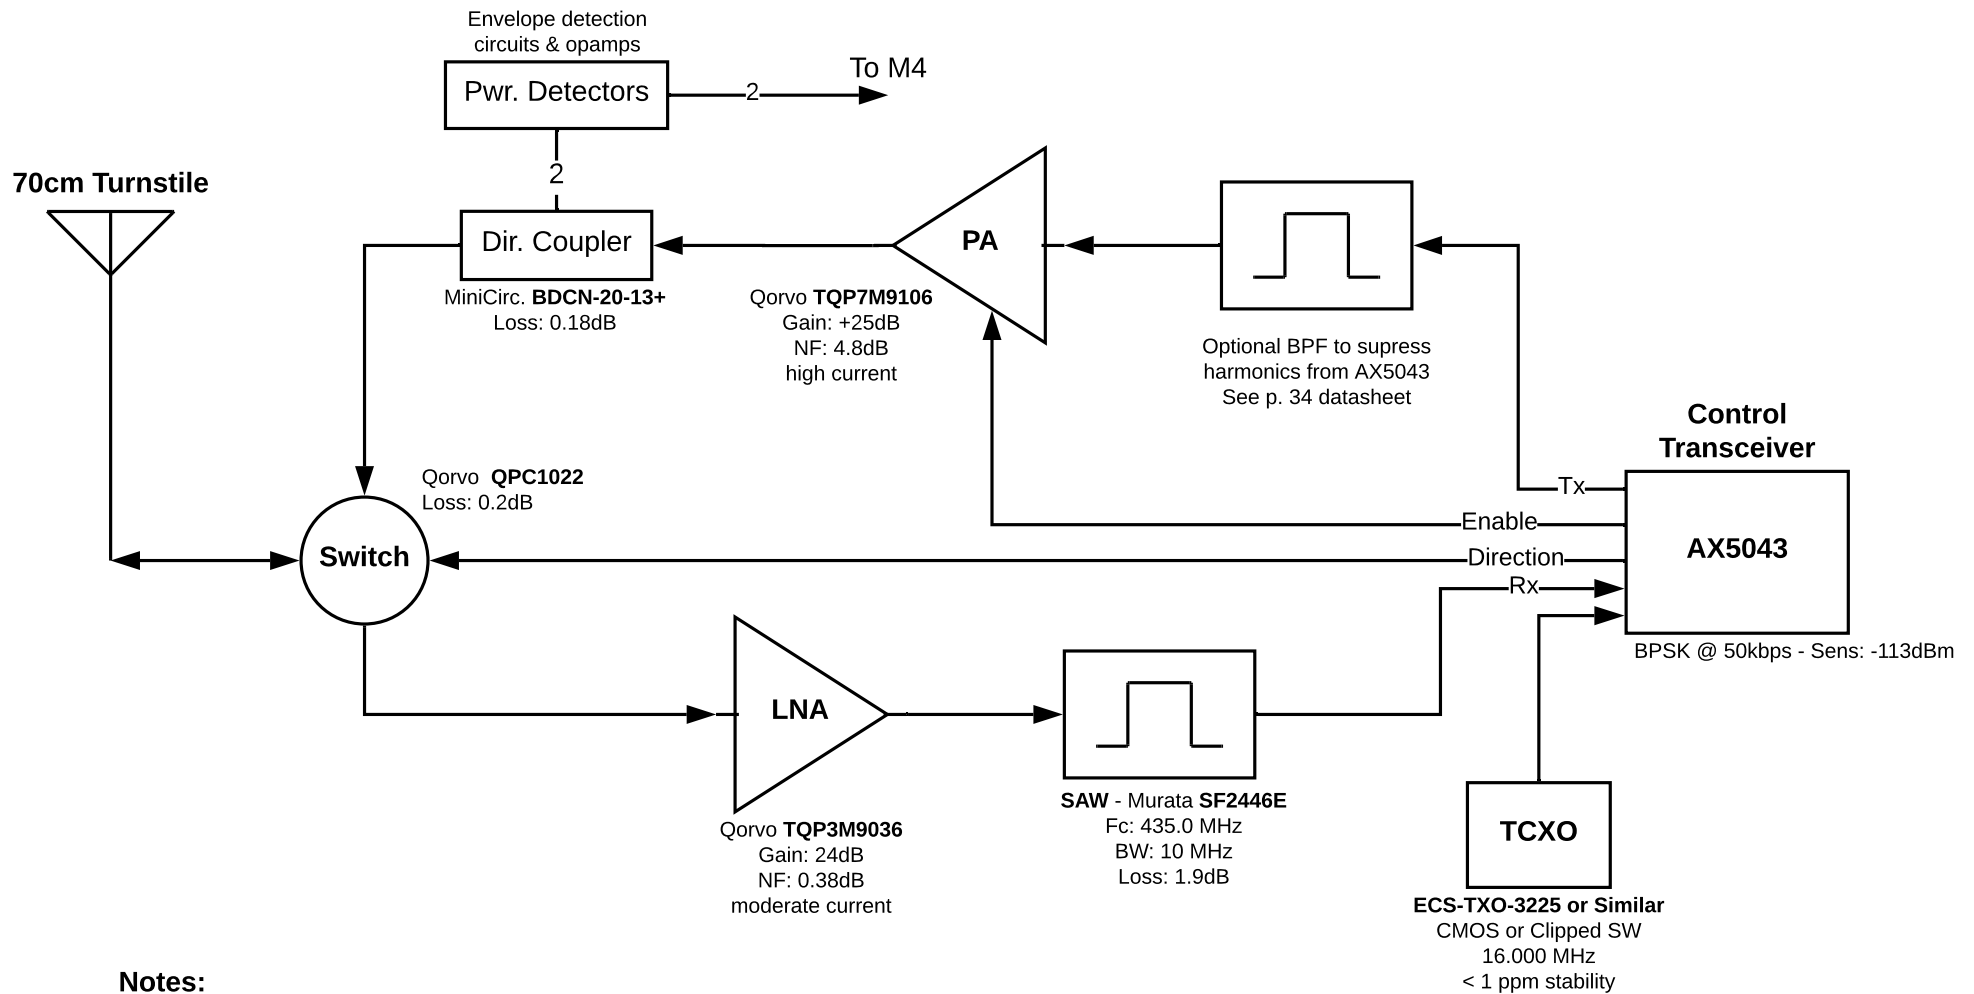 Envelope detection
circuits & opamps
Pwr. Detectors
2
To M4
2
70cm Turnstile
Dir. Coupler
MiniCirc. BDCN-20-13+
Loss: 0.18dB
PA
Qorvo TQP7M9106
Gain: +25dB
NF: 4.8dB
high current
Optional BPF to supress
harmonics from AX5043
See p. 34 datasheet
Control
Transceiver
Qorvo QPC1022
Loss: 0.2dB
Switch
Tx
Enable
Direction
Rx
AX5043
BPSK @ 50kbps - Sens: -113dBm
LNA
Qorvo TQP3M9036
Gain: 24dB
NF: 0.38dB
moderate current
SAW - Murata SF2446E
Fc: 435.0 MHz
BW: 10 MHz
Loss: 1.9dB
TCXO
ECS-TXO-3225 or Similar
CMOS or Clipped SW
16.000 MHz
< 1 ppm stability
Notes: